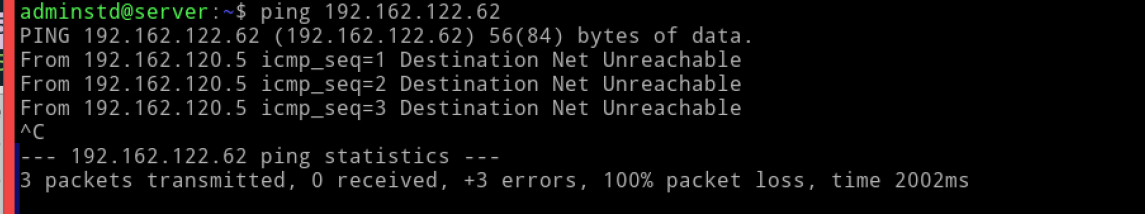 adminstd@server:~$ ping 192.162.122.62
PING 192.162.122.62 (192.162.122.62) 56(84) bytes of data.
From 192.162.120.5 icmp_seq=1 Destination Net Unreachable
From 192.162.120.5 icmp_seq=2 Destination Net Unreachable
From 192.162.120.5 icmp_seq=3 Destination Net Unreachable
^C
--- 192.162.122.62 ping statistics ---
3 packets transmitted, 0 received, +3 errors, 100% packet loss, time 2002ms